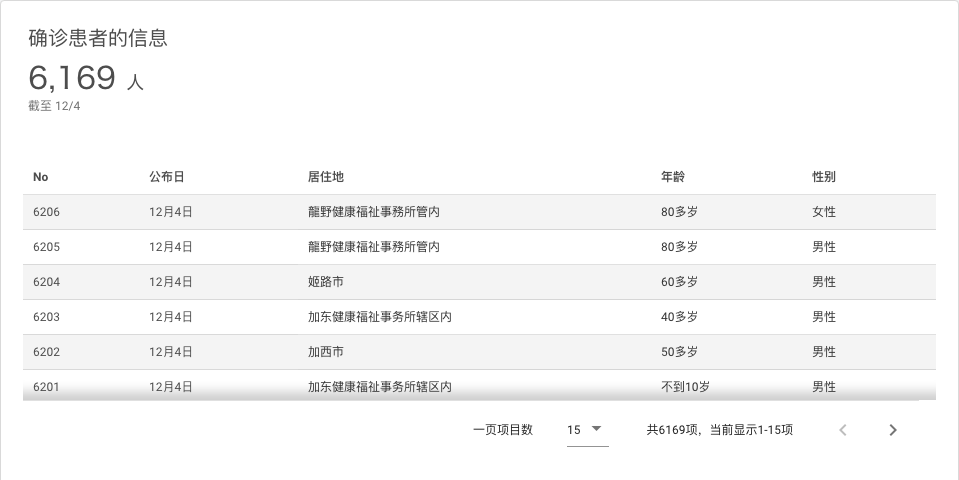 确诊患者的信息
6,169 人
截至 12/4
No 公布日 居住地 年龄 性别
6206 12月4日 龍野健康福祉事務所管内 80多岁 女性
6205 12月4日 龍野健康福祉事務所管内 80多岁 男性
6204 12月4日 姬路市 60多岁 男性
6203 12月4日 加东健康福祉事务所辖区内 40多岁 男性
6202 12月4日 加西市 50多岁 男性
6201 12月4日 加东健康福祉事务所辖区内 不到10岁 男性
一页项目数 15 共6169项，当前显示1-15项